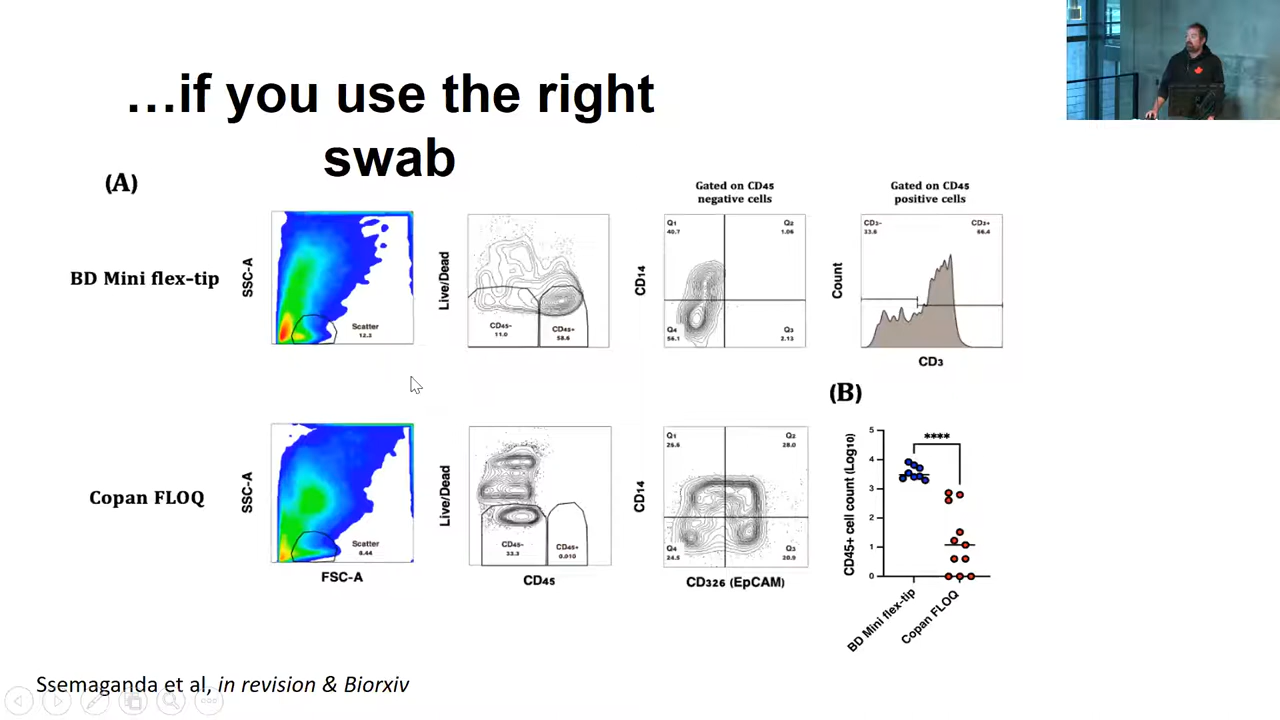 …if you use the right
swab
(A)
Gated on CD45
negative cells
Gated on CD45
positive cells
BD Mini flex-tip
SSC-A
Scatter
12.3
Live/Dead
CD45-
11.0
CD45+
58.6
CD14
Q1
40.7
Q2
1.06
Q4
56.1
Q3
2.13
Count
CD3-
33.6
CD3+
66.4
CD3
(B)
Copan FLOQ
SSC-A
Scatter
8.44
FSC-A
Live/Dead
CD45-
33.3
CD45+
0.010
CD45
CD14
Q1
26.6
Q2
28.0
Q4
24.5
Q3
20.9
CD326 (EpCAM)
CD45+ cell count (Log10)
5
4
3
2
1
0
****
BD Mini flex-tip
Copan FLOQ
Ssemaganda et al, in revision & Biorxiv